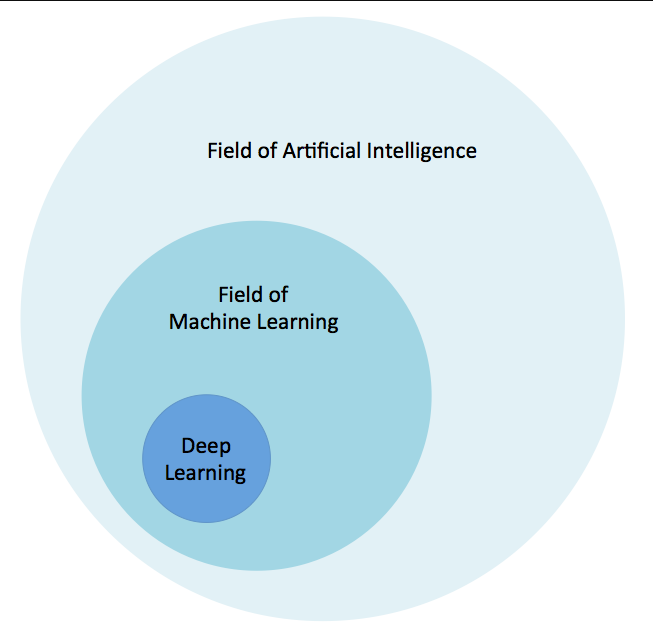 Field of Artificial Intelligence
Field of
Machine Learning
Deep
Learning